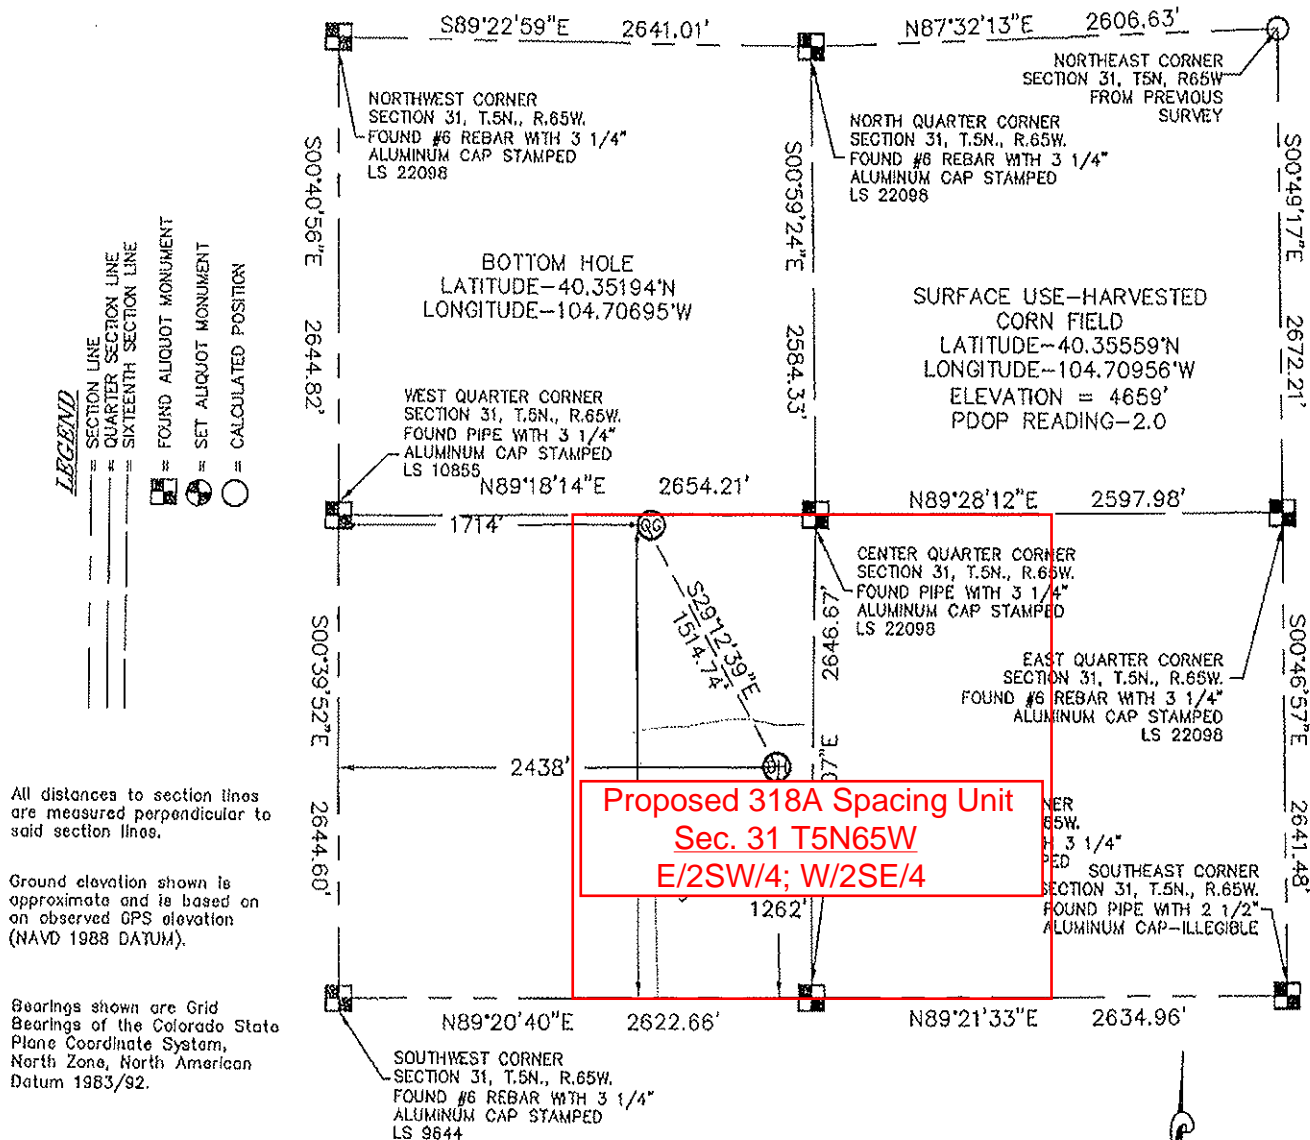 S89°22'59"E 2641.01'
N87°32'13"E 2606.63'
NORTHWEST CORNER
SECTION 31, T.5N., R.65W.
FOUND #6 REBAR WITH 3 1/4"
ALUMINUM CAP STAMPED
LS 22098
NORTH QUARTER CORNER
SECTION 31, T.5N., R.65W.
FOUND #6 REBAR WITH 3 1/4"
ALUMINUM CAP STAMPED
LS 22098
NORTHEAST CORNER
SECTION 31, T5N, R65W
FROM PREVIOUS
SURVEY
S00°40'56"E 2644.82'
S00°59'24"E 2584.33'
S00°49'17"E 2672.21'
BOTTOM HOLE
LATITUDE-40.35194°N
LONGITUDE-104.70695°W
SURFACE USE-HARVESTED
CORN FIELD
LATITUDE-40.35559°N
LONGITUDE-104.70956°W
ELEVATION = 4659'
PDOP READING-2.0
LEGEND
= SECTION LINE
= QUARTER SECTION LINE
= SIXTEENTH SECTION LINE
= FOUND ALIQUOT MONUMENT
= SET ALIQUOT MONUMENT
= CALCULATED POSITION
WEST QUARTER CORNER
SECTION 31, T.5N., R.65W.
FOUND PIPE WITH 3 1/4"
ALUMINUM CAP STAMPED
LS 10855
N89°18'14"E 2654.21'
N89°28'12"E 2597.98'
1714'
QG
CENTER QUARTER CORNER
SECTION 31, T.5N., R.65W.
FOUND PIPE WITH 3 1/4"
ALUMINUM CAP STAMPED
LS 22098
S29°12'39"E
1514.74'
2646.67'
07"E
EAST QUARTER CORNER
SECTION 31, T.5N., R.65W.
FOUND #6 REBAR WITH 3 1/4"
ALUMINUM CAP STAMPED
LS 22098
S00°39'52"E 2644.60'
S00°46'57"E 2641.48'
2438'
Proposed 318A Spacing Unit
Sec. 31 T5N65W
E/2SW/4; W/2SE/4
NER
65W.
H 3 1/4"
PED
SOUTHEAST CORNER
SECTION 31, T.5N., R.65W.
FOUND PIPE WITH 2 1/2"
ALUMINUM CAP-ILLEGIBLE
1262'
N89°20'40"E 2622.66'
N89°21'33"E 2634.96'
SOUTHWEST CORNER
SECTION 31, T.5N., R.65W.
FOUND #6 REBAR WITH 3 1/4"
ALUMINUM CAP STAMPED
LS 9644
All distances to section lines
are measured perpendicular to
said section lines.
Ground elevation shown is
approximate and is based on
an observed GPS elevation
(NAVD 1988 DATUM).
Bearings shown are Grid
Bearings of the Colorado State
Plane Coordinate System,
North Zone, North American
Datum 1983/92.